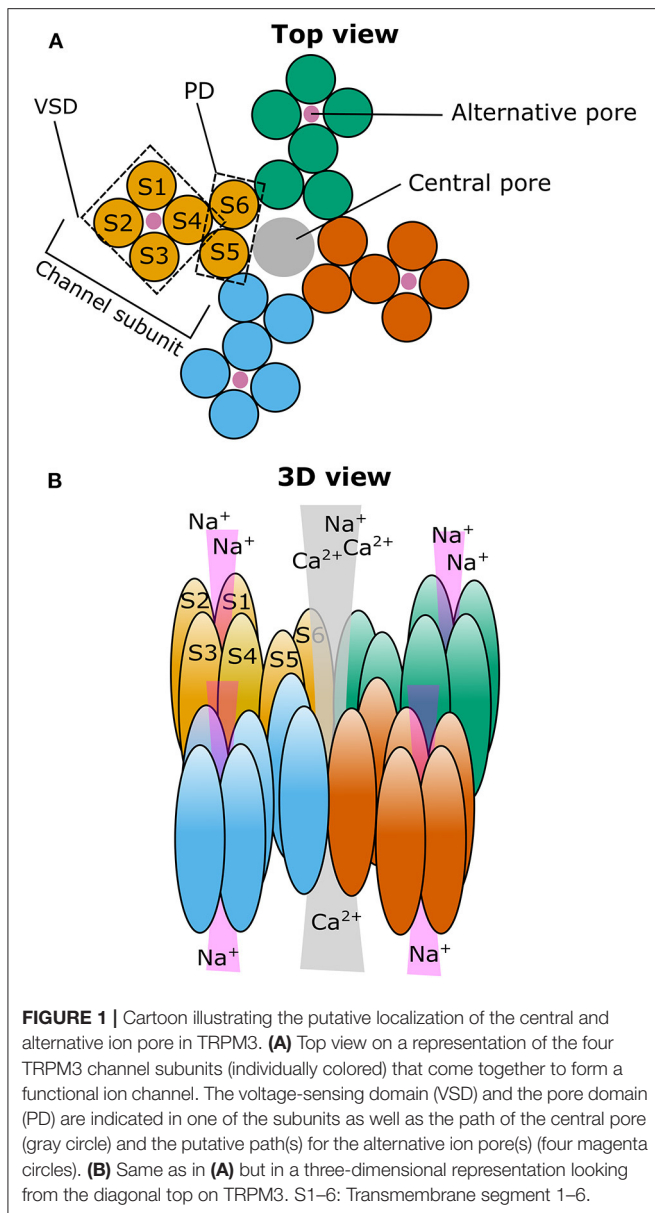 A
Top view
PD
VSD
Alternative pore
Central pore
S1
S6
S2
S4
S3
S5
Channel subunit
B
3D view
Na⁺
Na⁺
Na⁺
Ca²⁺
Ca²⁺
Na⁺
Na⁺
S2
S1
S6
S3
S4
S5
Ca²⁺
Na⁺
Na⁺
FIGURE 1 | Cartoon illustrating the putative localization of the central and
alternative ion pore in TRPM3. (A) Top view on a representation of the four
TRPM3 channel subunits (individually colored) that come together to form a
functional ion channel. The voltage-sensing domain (VSD) and the pore domain
(PD) are indicated in one of the subunits as well as the path of the central pore
(gray circle) and the putative path(s) for the alternative ion pore(s) (four magenta
circles). (B) Same as in (A) but in a three-dimensional representation looking
from the diagonal top on TRPM3. S1–6: Transmembrane segment 1–6.